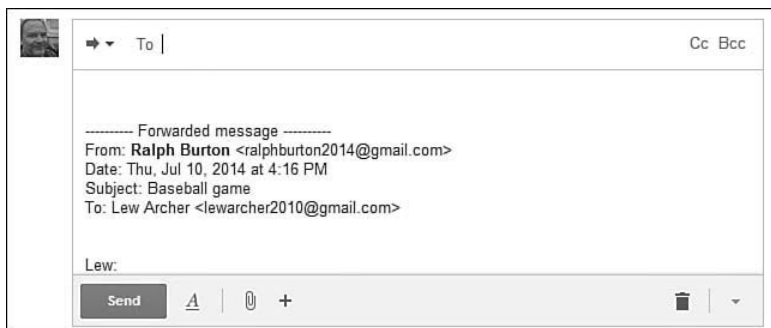 To
Cc Bcc
---------- Forwarded message ----------
From: Ralph Burton <ralphburton2014@gmail.com>
Date: Thu, Jul 10, 2014 at 4:16 PM
Subject: Baseball game
To: Lew Archer <lewarcher2010@gmail.com>
Lew:
Send A